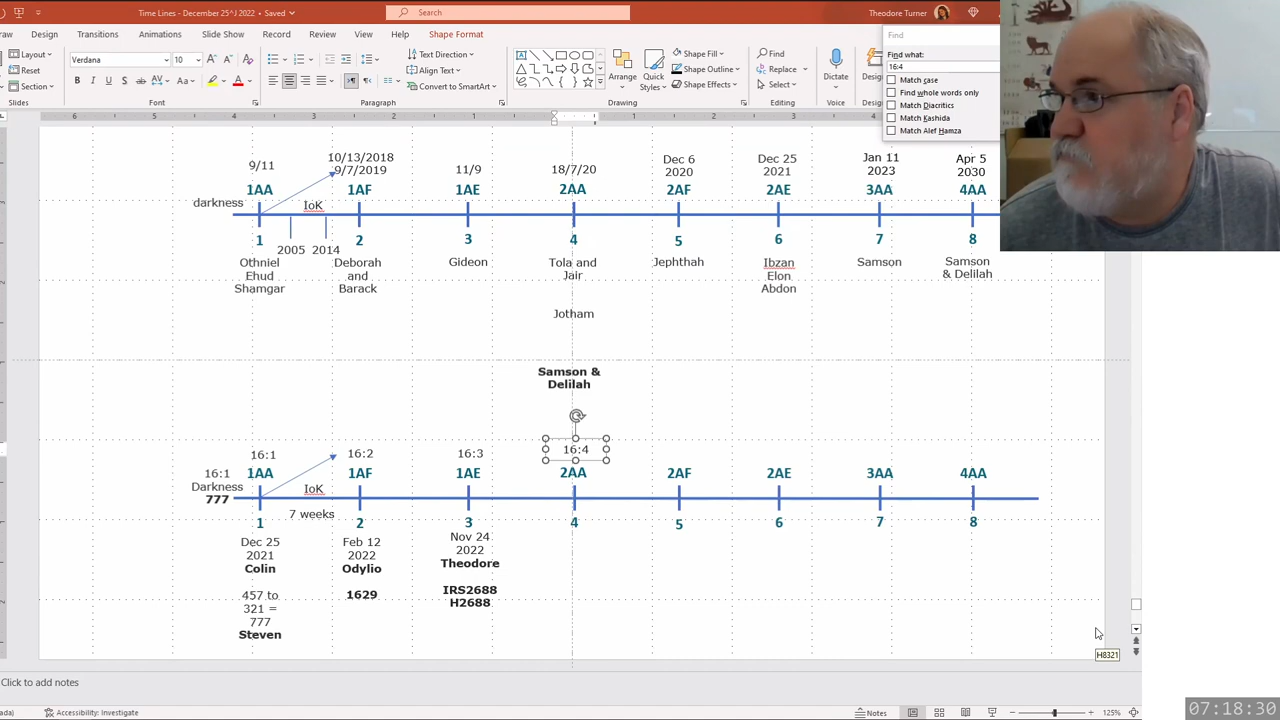 Time Lines - December 25^J 2022 • Saved
Search
Theodore Turner
Design
Transitions
Animations
Slide Show
Record
Review
View
Help
Shape Format
Find
Layout
Reset
Section
Verdana
10
Font
Text Direction
Align Text
Convert to SmartArt
Paragraph
Arrange
Quick
Styles
Shape Fill
Shape Outline
Shape Effects
Drawing
Find
Replace
Select
Editing
Dictate
Voice
Find what:
16:4
Match case
Find whole words only
Match Diacritics
Match Kashida
Match Alef Hamza
9/11
10/13/2018
9/7/2019
11/9
18/7/20
Dec 6
2020
Dec 25
2021
Jan 11
2023
Apr 5
2030
1AA
1AF
1AE
2AA
2AF
2AE
3AA
4AA
darkness
IoK
1
2005
2014
2
3
4
5
6
7
8
Othniel
Ehud
Shamgar
Deborah
and
Barack
Gideon
Tola and
Jair
Jephthah
Ibzan
Elon
Abdon
Samson
Samson
& Delilah
Jotham
Samson &
Delilah
16:1
16:2
16:3
16:4
16:1
Darkness
777
1AA
1AF
1AE
2AA
2AF
2AE
3AA
4AA
IoK
7 weeks
1
2
3
4
5
6
7
8
Dec 25
2021
Colin
Feb 12
2022
Odylio
Nov 24
2022
Theodore
457 to
321 =
777
Steven
1629
IRS2688
H2688
H8321
Click to add notes
Accessibility: Investigate
Notes
125%
07:18:30